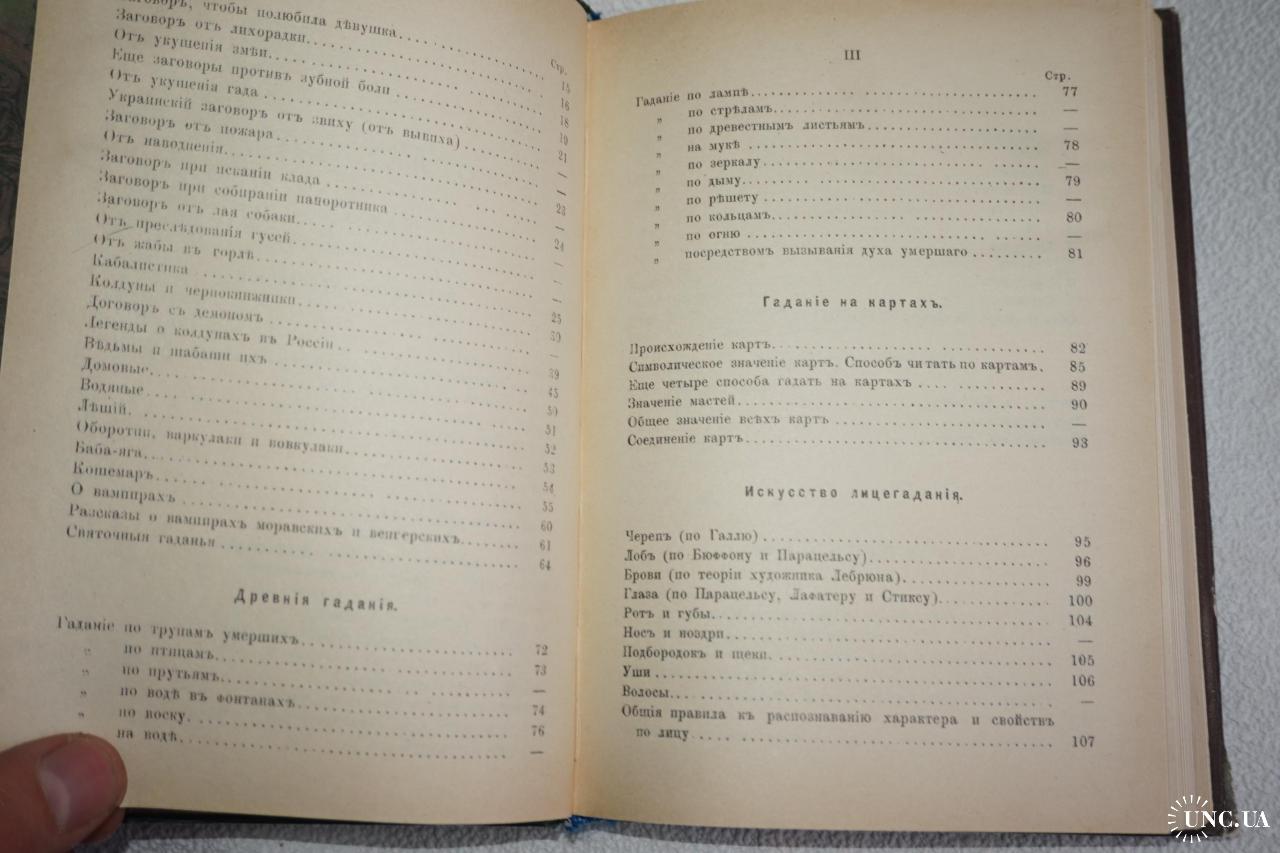 Заговоръ, чтобы полюбила дѣвушка
Стр.
Заговоръ отъ лихорадки 15
Отъ укушенія змѣи 16
Еще заговоры противъ зубной боли 18
Отъ укушенія гада 19
Украинскій заговоръ отъ звиху (отъ вывиха) 21
Заговоръ отъ пожара —
Отъ наводненія —
Заговоръ при исканіи клада 23
Заговоръ при собираніи папоротника —
Заговоръ отъ лая собаки 24
Отъ преслѣдованія гусей —
Отъ жабы въ горлѣ —
Кабалистика 25
Колдуны и чернокнижники 30
Договоръ съ демономъ —
Легенды о колдунахъ въ Россіи 39
Вѣдьмы и шабаши ихъ 45
Домовые 50
Водяные 51
Лѣшій 52
Оборотни, варкулаки и вовкулаки 53
Баба-яга 54
Кошемаръ 55
О вампирахъ 60
Разсказы о вампирахъ моравскихъ и венгерскихъ 61
Святочныя гаданья 64
Древнія гаданія.
Гаданіе по трупамъ умершихъ 72
„ по птицамъ 73
„ по прутьямъ —
„ по водѣ въ фонтанахъ 74
„ по воску 76
на водѣ —
III
Стр.
Гаданіе по лампѣ 77
„ по стрѣламъ —
„ по древестнымъ листьямъ —
„ на мукѣ 78
„ по зеркалу —
„ по дыму 79
„ по рѣшету —
„ по кольцамъ 80
„ по огню —
„ посредствомъ вызыванія духа умершаго 81
Гаданіе на картахъ.
Происхожденіе картъ 82
Символическое значеніе картъ. Способъ читать по картамъ. 85
Еще четыре способа гадать на картахъ 89
Значеніе мастей 90
Общее значеніе всѣхъ картъ —
Соединеніе картъ 93
Искусство лицегаданія.
Черепъ (по Галлю) 95
Лобъ (по Бюффону и Парацельсу) 96
Брови (по теоріи художника Лебрюна) 99
Глаза (по Парацельсу, Лафатеру и Стиксу) 100
Ротъ и губы 104
Носъ и ноздри —
Подбородокъ и щеки 105
Уши 106
Волосы —
Общія правила къ распознаванію характера и свойствъ
по лицу 107
UNC.UA